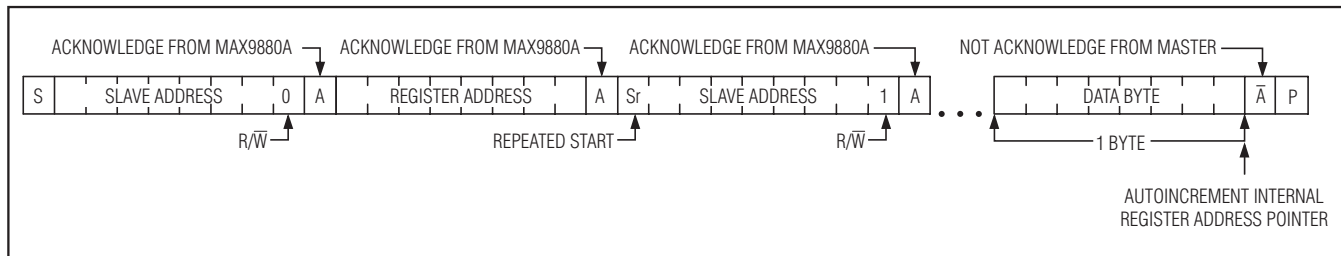 ACKNOWLEDGE FROM MAX9880A ACKNOWLEDGE FROM MAX9880A ACKNOWLEDGE FROM MAX9880A NOT ACKNOWLEDGE FROM MASTER
S SLAVE ADDRESS 0 A REGISTER ADDRESS A Sr SLAVE ADDRESS 1 A ... DATA BYTE A̅ P
R/W̅ REPEATED START R/W̅ 1 BYTE
AUTOINCREMENT INTERNAL
REGISTER ADDRESS POINTER